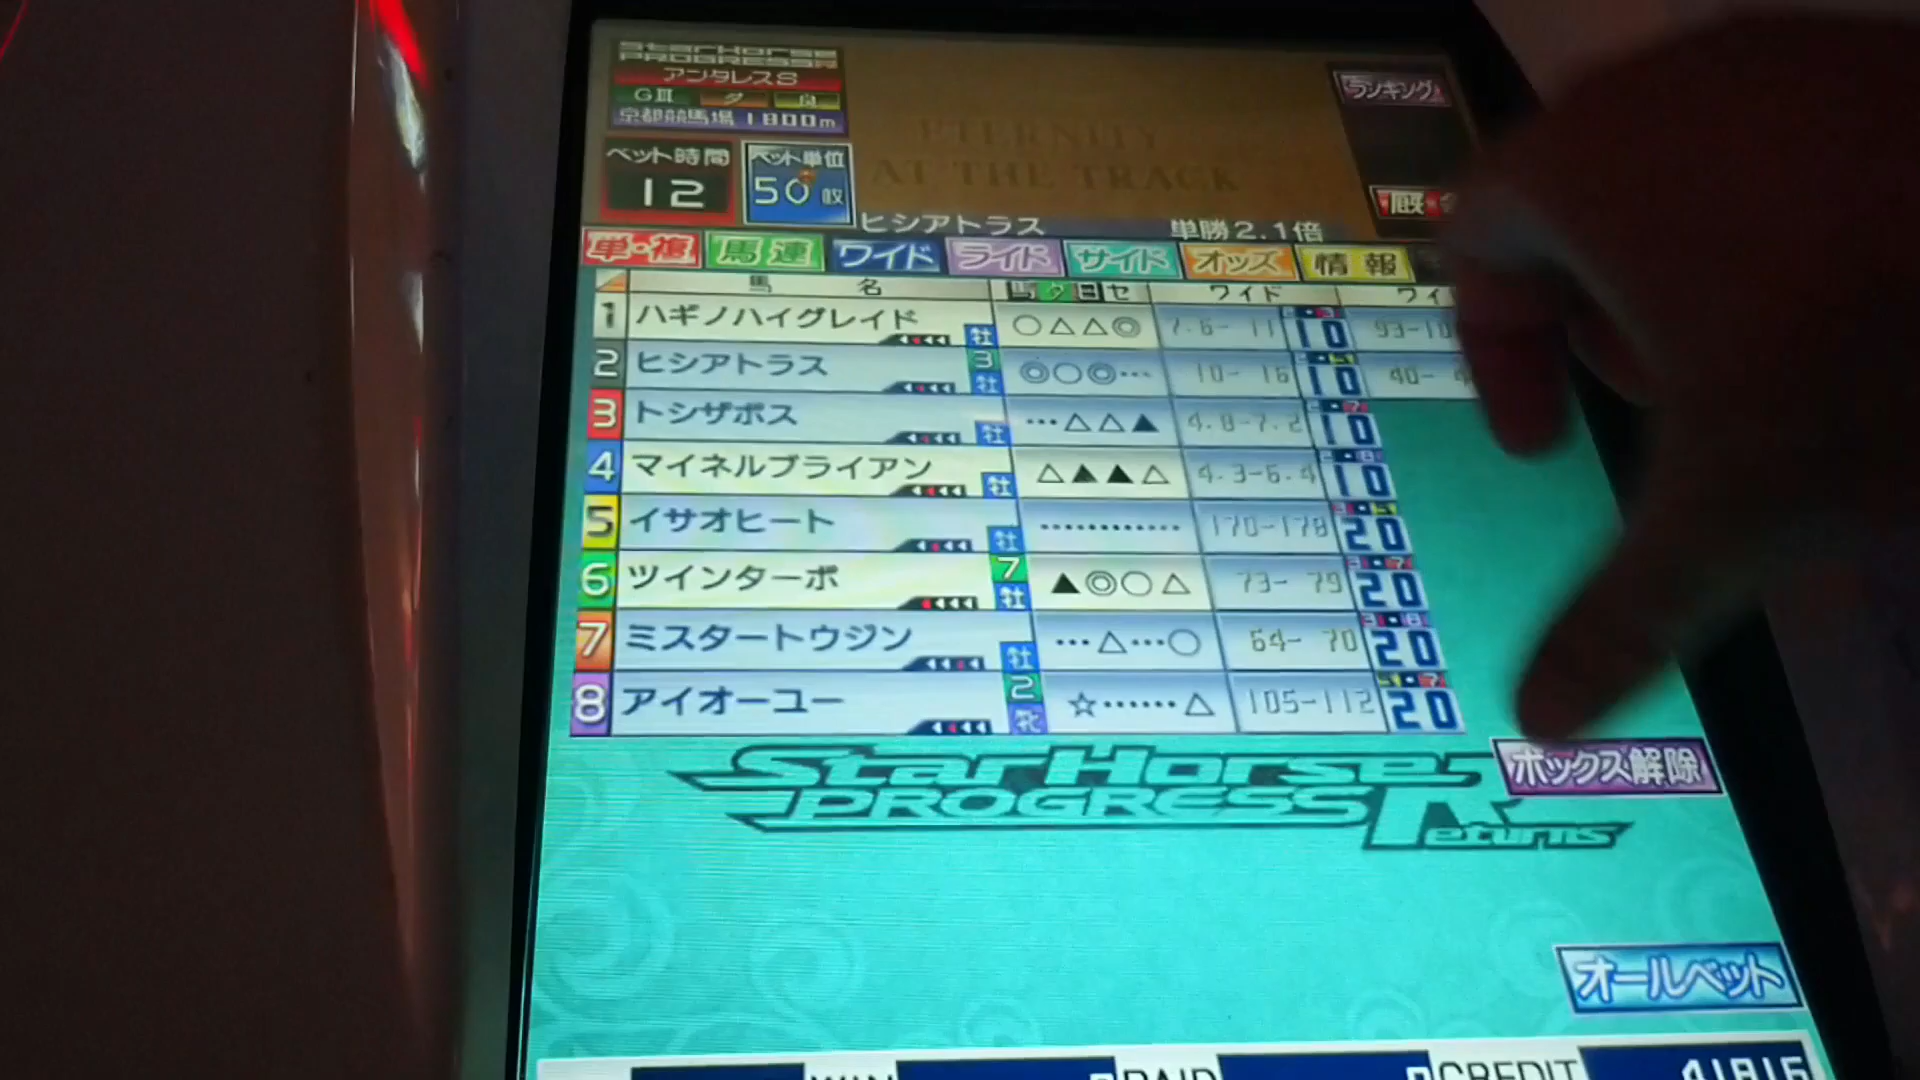 StarHorse
PROGRESS R
アンタレスS
GIII 夕 良
京都競馬場 1800m
ランキング
ETERNITY
AT THE TRACK
ベット時間 12
ベット単位 50枚
厩
ヒシアトラス 単勝2.1倍
単・複 馬連 ワイド ライド サイド オッズ 情報
馬名 ワイド
1 ハギノハイグレイド 牡 ○△△◎ 7.6-11 10
2 ヒシアトラス 3 牡 ◎○◎… 10-16 10
3 トシザボス 牡 …△△▲ 4.8-7.2 10
4 マイネルブライアン 牡 △▲▲△ 4.3-6.4 10
5 イサオヒート 牡 ………… 170-178 20
6 ツインターボ 7 牡 ▲◎○△ 73-79 20
7 ミスタートウジン 牡 …△…○ 64-70 20
8 アイオーユー 2 牝 ☆……△ 105-112 20
StarHorse
PROGRESS Returns
ボックス解除
オールベット
WIN PAID CREDIT 41816